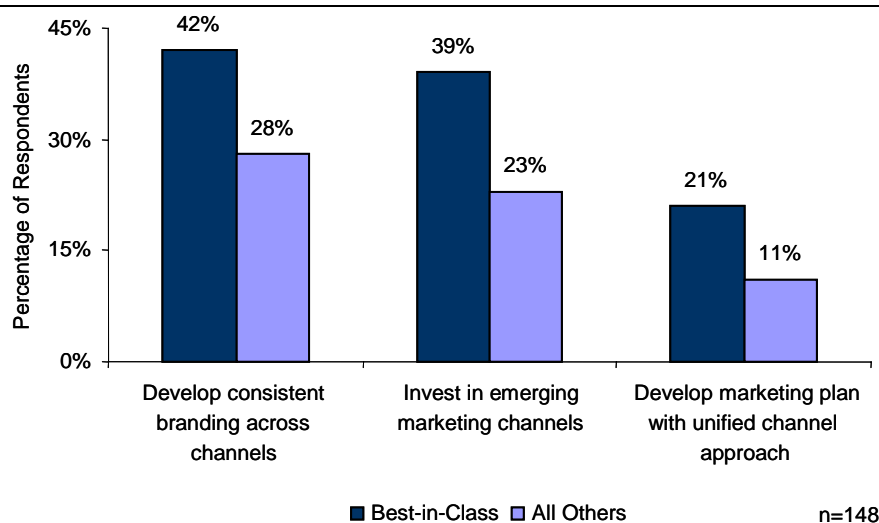 Percentage of Respondents
45%
30%
15%
0%
42%
28%
39%
23%
21%
11%
Develop consistent
branding across
channels
Invest in emerging
marketing channels
Develop marketing plan
with unified channel
approach
Best-in-Class
All Others
n=148